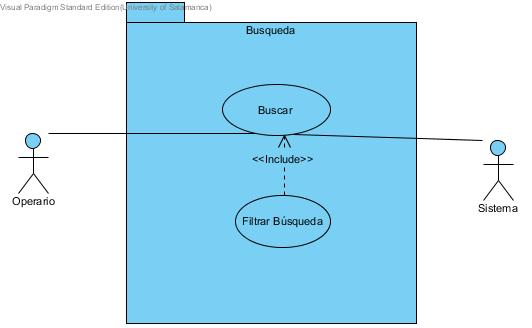 Visual Paradigm Standard Edition(University of Salamanca)
Busqueda
Buscar
<<Include>>
Operario
Sistema
Filtrar Búsqueda